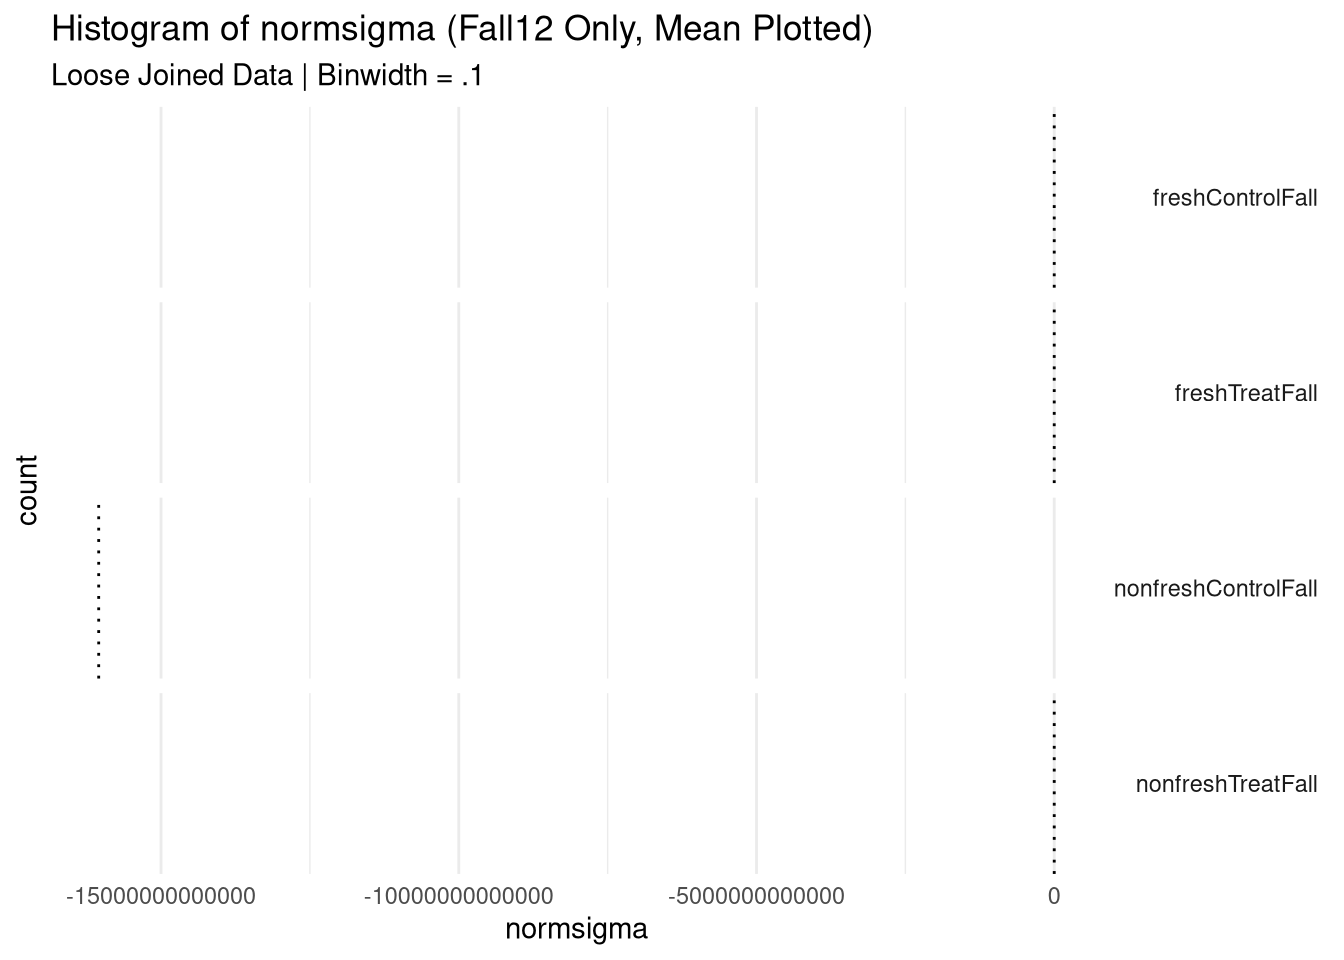 Histogram of normsigma (Fall12 Only, Mean Plotted)
Loose Joined Data | Binwidth = .1
freshControlFall
freshTreatFall
count
nonfreshControlFall
nonfreshTreatFall
-15000000000000 -10000000000000 -5000000000000 0
normsigma